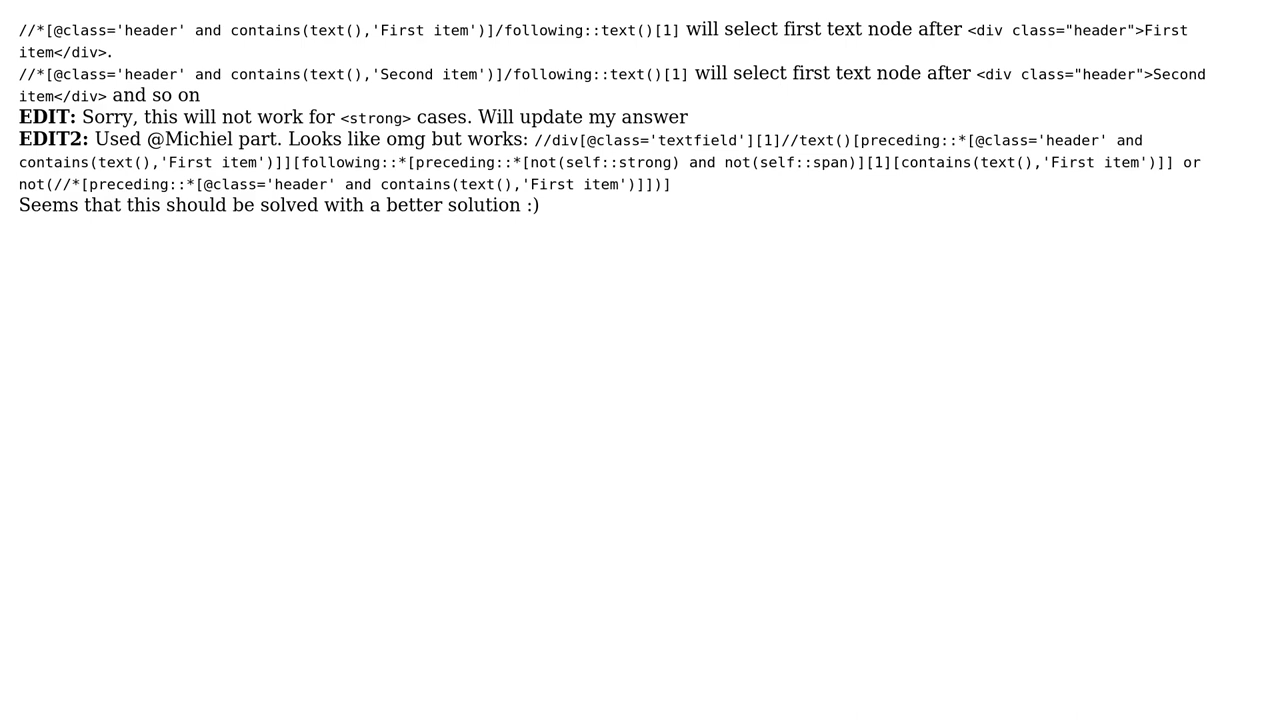 //*[@class='header' and contains(text(),'First item')]/following::text()[1] will select first text node after <div class="header">First
item</div>.
//*[@class='header' and contains(text(),'Second item')]/following::text()[1] will select first text node after <div class="header">Second
item</div> and so on
EDIT: Sorry, this will not work for <strong> cases. Will update my answer
EDIT2: Used @Michiel part. Looks like omg but works: //div[@class='textfield'][1]//text()[preceding::*[@class='header' and
contains(text(),'First item')]][following::*[preceding::*[not(self::strong) and not(self::span)][1][contains(text(),'First item')]] or
not(//*[preceding::*[@class='header' and contains(text(),'First item')]])]
Seems that this should be solved with a better solution :)